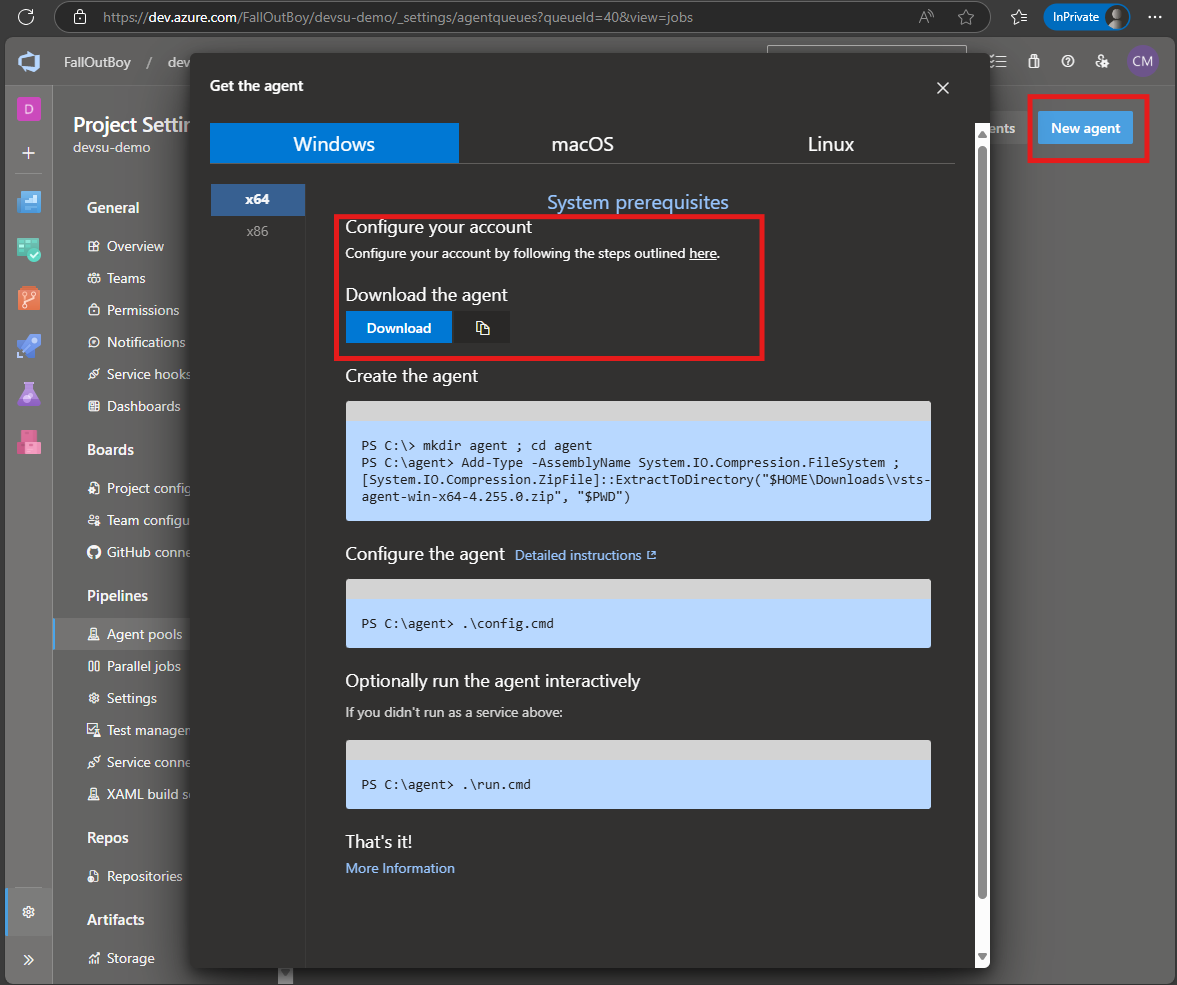 https://dev.azure.com/FallOutBoy/devsu-demo/_settings/agentqueues?queueId=40&view=jobs
InPrivate
FallOutBoy / dev
CM
Get the agent
D
Project Settin
devsu-demo
ents
New agent
Windows
macOS
Linux
x64
x86
System prerequisites
Configure your account
Configure your account by following the steps outlined here.
Download the agent
Download
Create the agent
PS C:\> mkdir agent ; cd agent
PS C:\agent> Add-Type -AssemblyName System.IO.Compression.FileSystem ;
[System.IO.Compression.ZipFile]::ExtractToDirectory("$HOME\Downloads\vsts-
agent-win-x64-4.255.0.zip", "$PWD")
Configure the agent
Detailed instructions
PS C:\agent> .\config.cmd
Optionally run the agent interactively
If you didn't run as a service above:
PS C:\agent> .\run.cmd
That's it!
More Information
General
Overview
Teams
Permissions
Notifications
Service hooks
Dashboards
Boards
Project config
Team configu
GitHub conne
Pipelines
Agent pools
Parallel jobs
Settings
Test manager
Service conne
XAML build se
Repos
Repositories
Artifacts
Storage